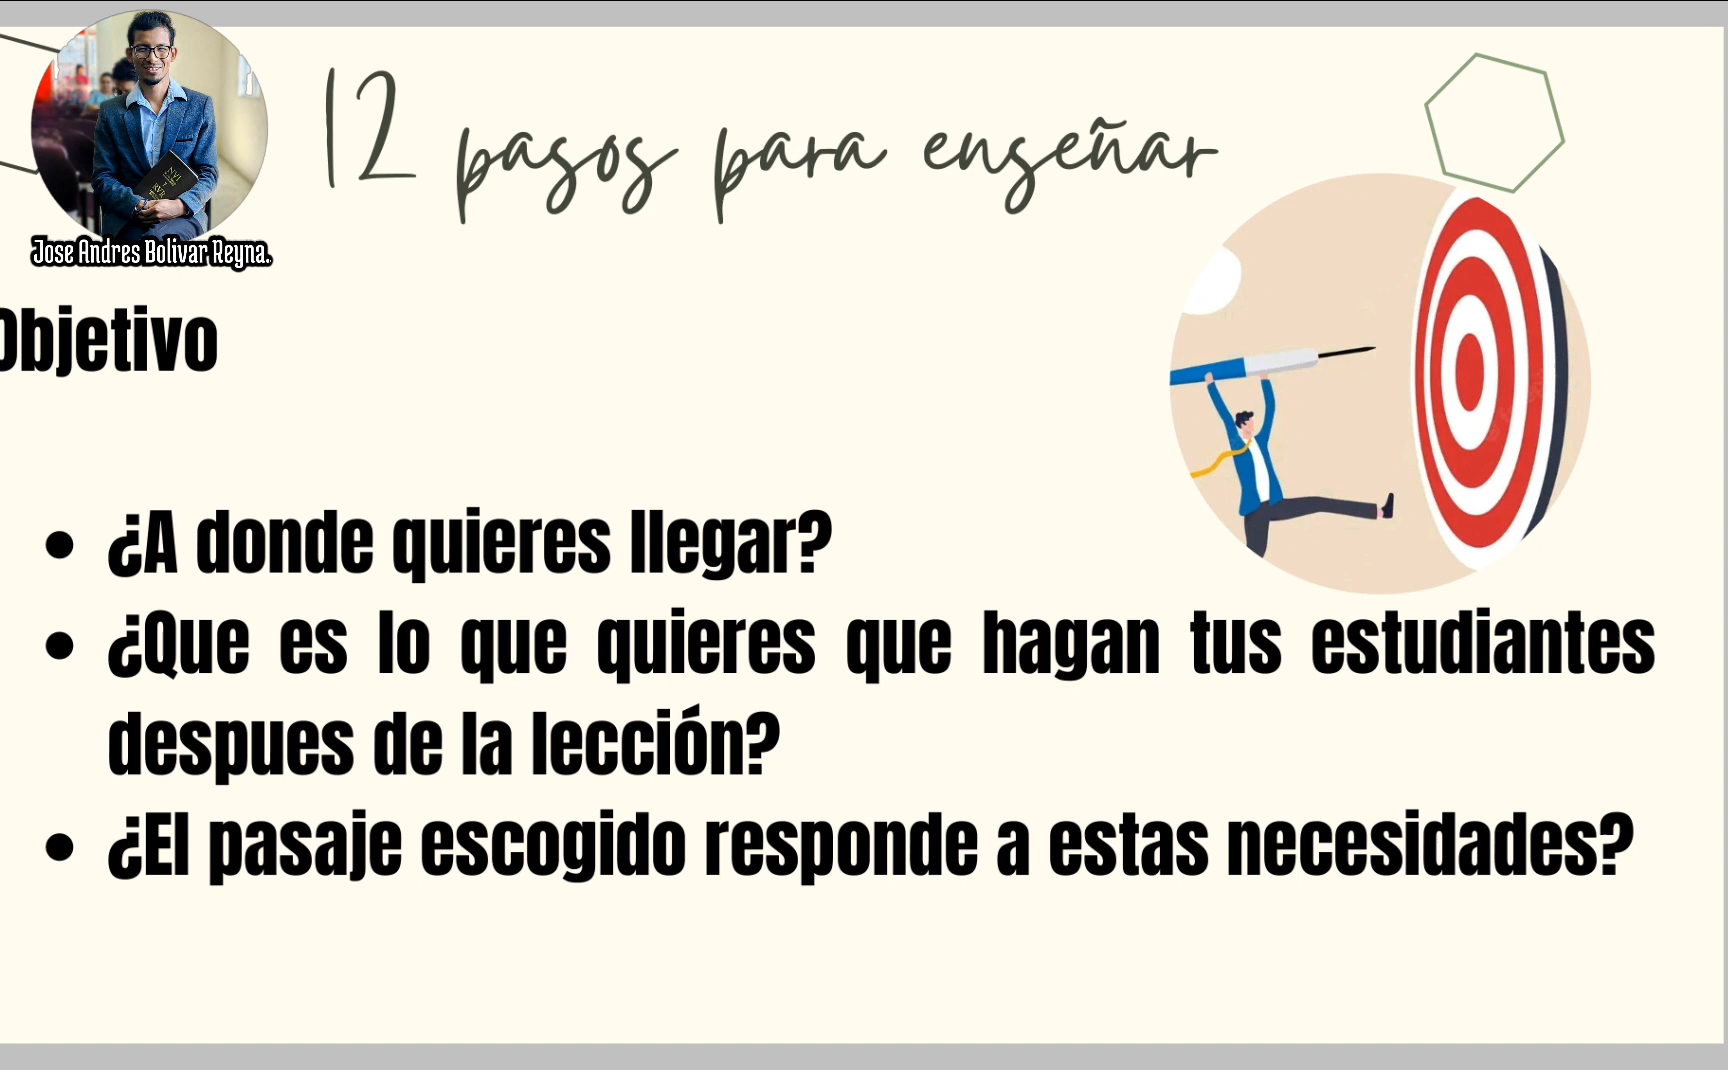 12 pasos para enseñar
Jose Andres Bolivar Reyna.
Objetivo
¿A donde quieres llegar?
¿Que es lo que quieres que hagan tus estudiantes
despues de la lección?
¿El pasaje escogido responde a estas necesidades?